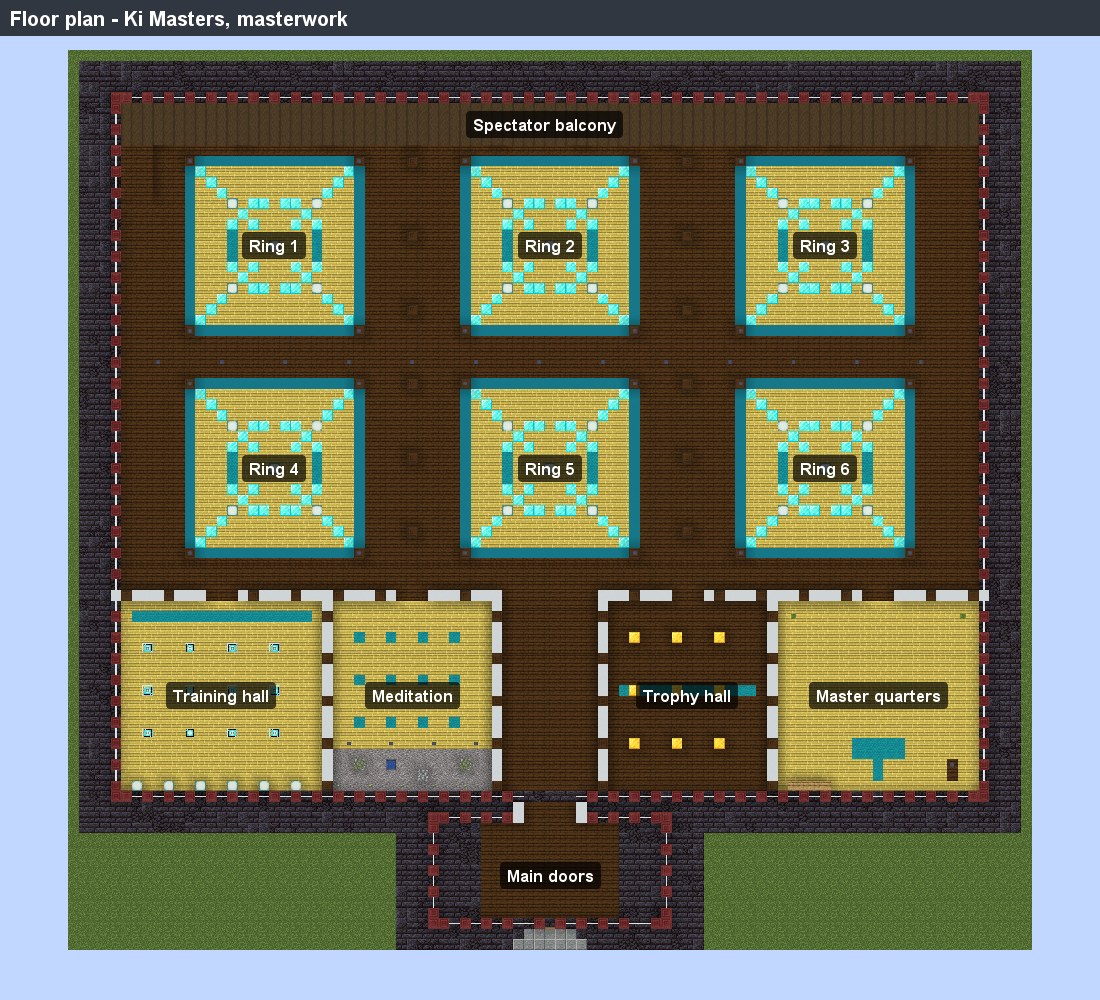 Floor plan - Ki Masters, masterwork
Spectator balcony
Ring 1
Ring 2
Ring 3
Ring 4
Ring 5
Ring 6
Training hall
Meditation
Trophy hall
Master quarters
Main doors